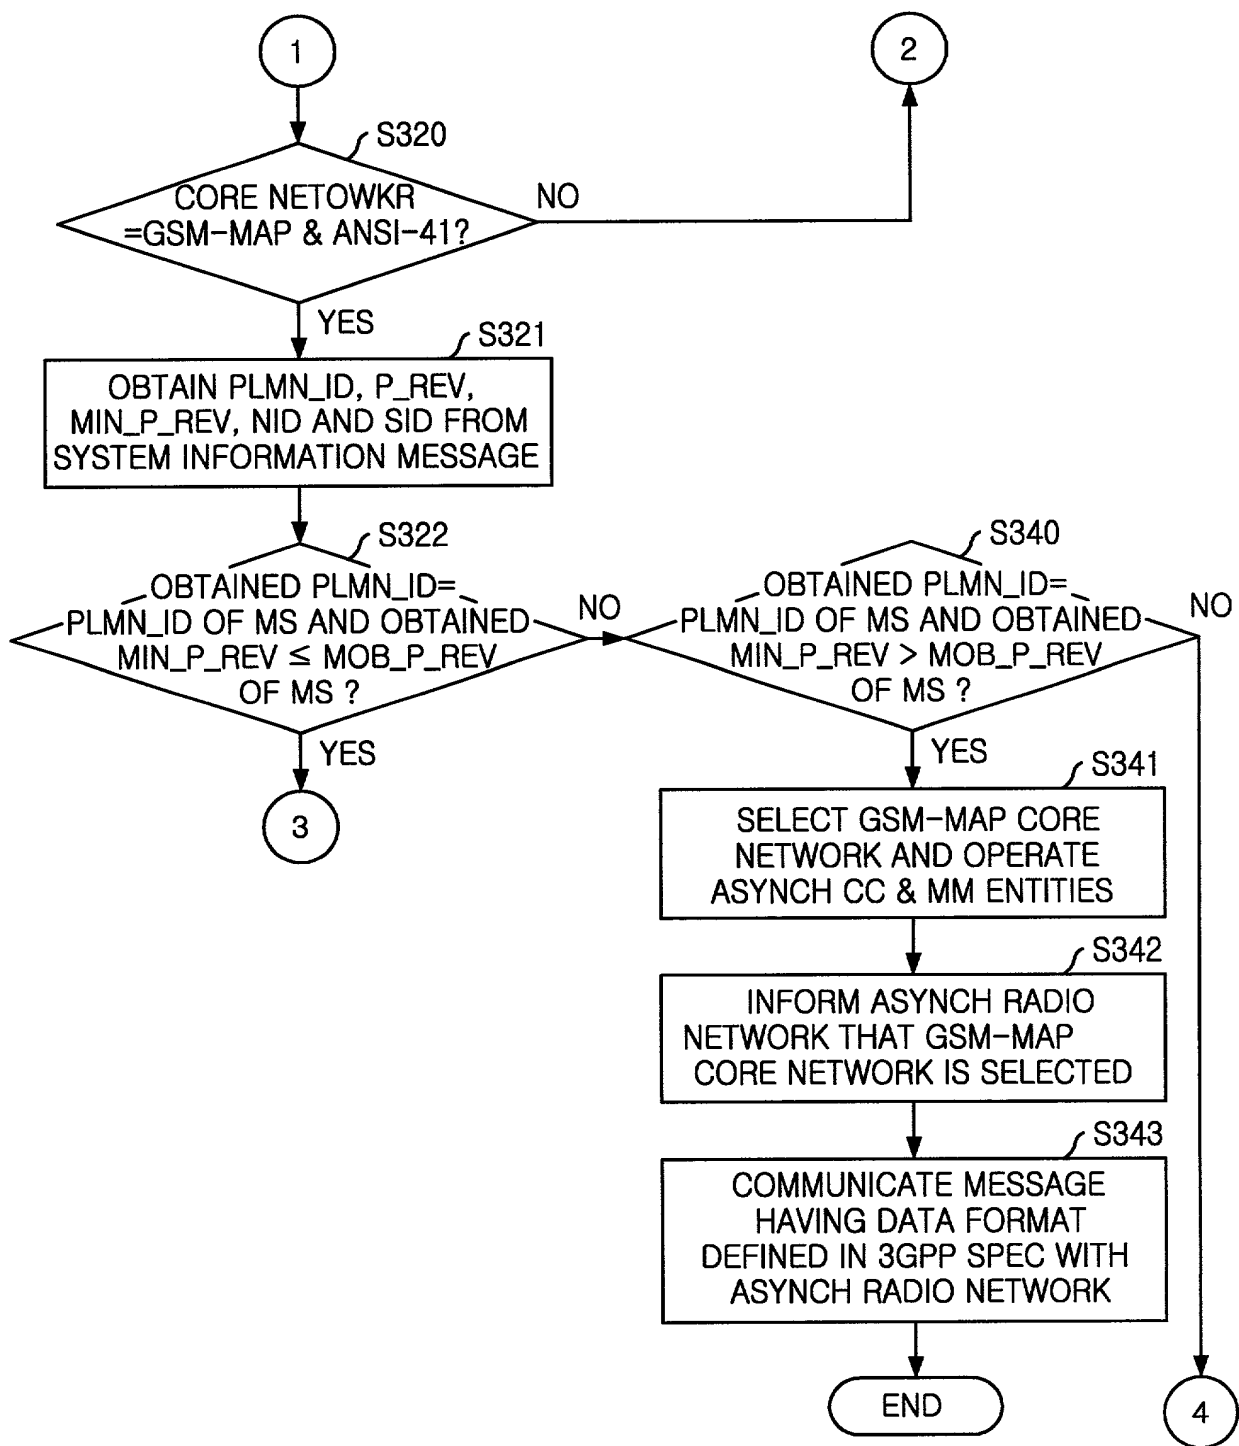 1
2
S320
CORE NETOWKR
=GSM-MAP & ANSI-41?
NO
YES
S321
OBTAIN PLMN_ID, P_REV,
MIN_P_REV, NID AND SID FROM
SYSTEM INFORMATION MESSAGE
S322
OBTAINED PLMN_ID=
PLMN_ID OF MS AND OBTAINED
MIN_P_REV ≤ MOB_P_REV
OF MS ?
NO
YES
3
S340
OBTAINED PLMN_ID=
PLMN_ID OF MS AND OBTAINED
MIN_P_REV > MOB_P_REV
OF MS ?
NO
YES
S341
SELECT GSM-MAP CORE
NETWORK AND OPERATE
ASYNCH CC & MM ENTITIES
S342
INFORM ASYNCH RADIO
NETWORK THAT GSM-MAP
CORE NETWORK IS SELECTED
S343
COMMUNICATE MESSAGE
HAVING DATA FORMAT
DEFINED IN 3GPP SPEC WITH
ASYNCH RADIO NETWORK
END
4